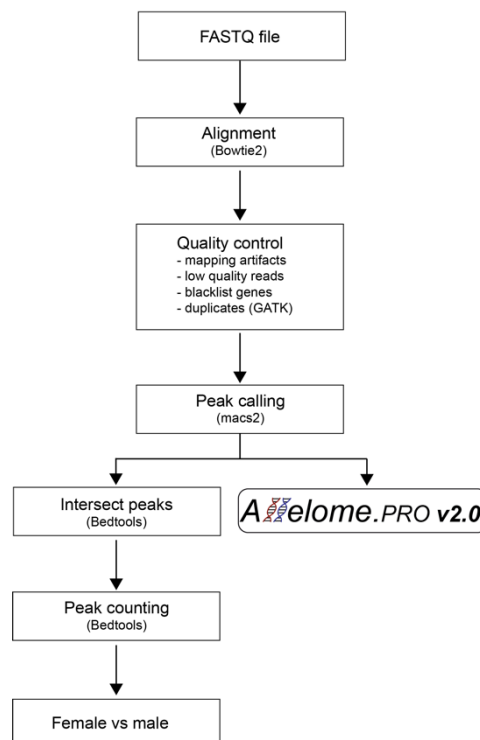 FASTQ file
Alignment
(Bowtie2)
Quality control
- mapping artifacts
- low quality reads
- blacklist genes
- duplicates (GATK)
Peak calling
(macs2)
Intersect peaks
(Bedtools)
Allelome.PRO v2.0
Peak counting
(Bedtools)
Female vs male